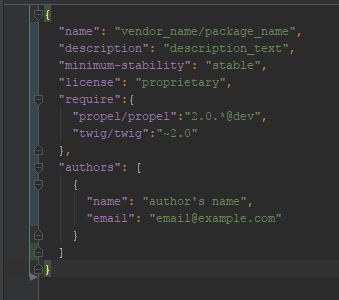 {
"name": "vendor_name/package_name",
"description": "description_text",
"minimum-stability": "stable",
"license": "proprietary",
"require":{
"propel/propel":"2.0.*@dev",
"twig/twig":"~2.0"
},
"authors": [
{
"name": "author's name",
"email": "email@example.com"
}
]
}